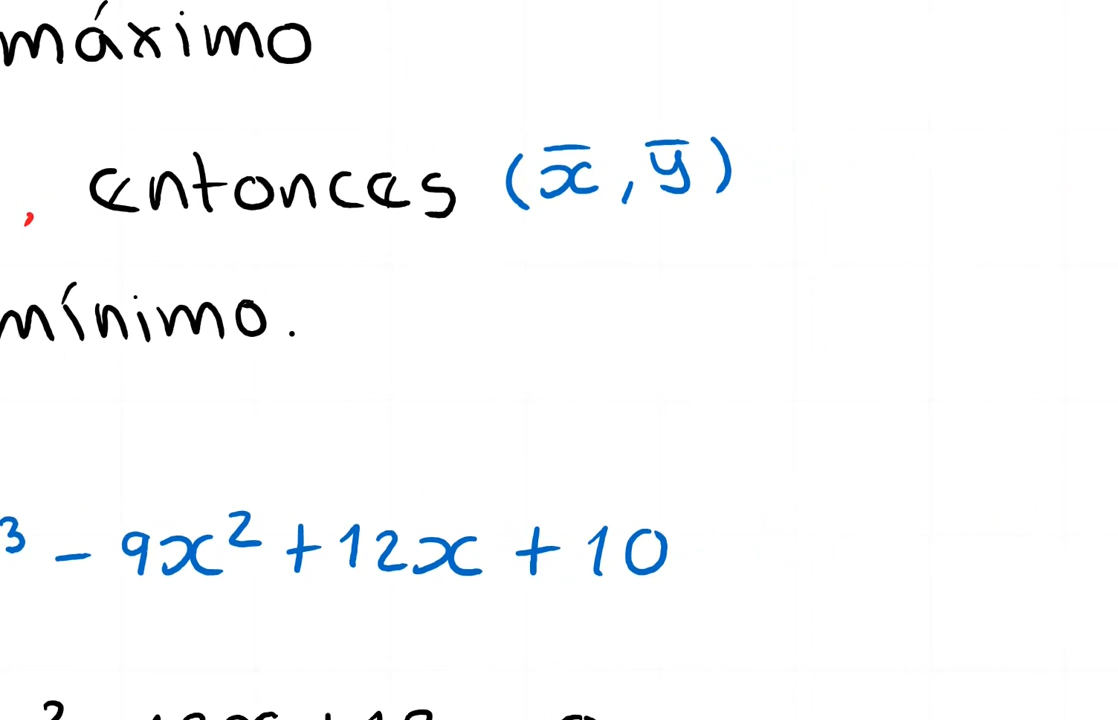 máximo
, entonces (x̄, ȳ)
mínimo.
³ - 9x² + 12x + 10